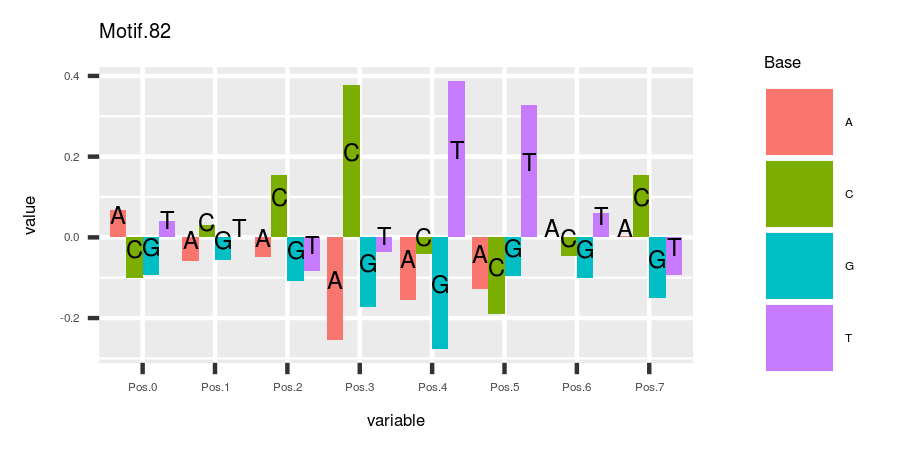 Motif.82
value
0.4
0.2
0.0
-0.2
A C G T A C G T A C G T A C G T A C G T A C G T A C G T A C G T
Pos.0 Pos.1 Pos.2 Pos.3 Pos.4 Pos.5 Pos.6 Pos.7
variable
Base
A
C
G
T